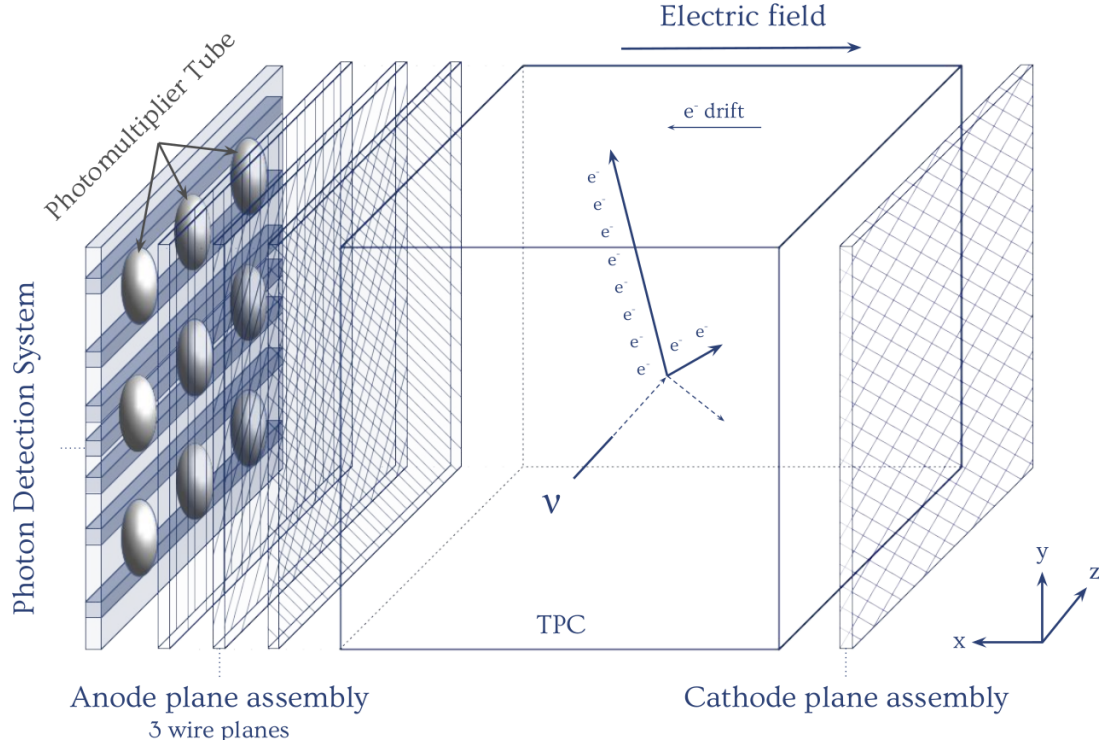 Electric field
e⁻ drift
Photomultiplier Tube
e⁻
e⁻
e⁻
e⁻
e⁻
e⁻
e⁻
e⁻
e⁻
e⁻
ν
Photon Detection System
TPC
y
z
x
Anode plane assembly
3 wire planes
Cathode plane assembly